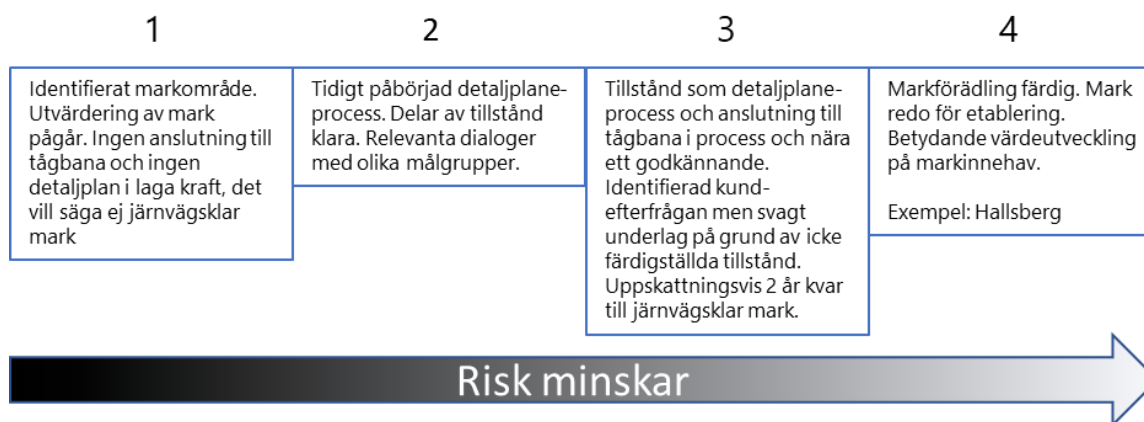 1
Identifierat markområde.
Utvärdering av mark
pågår. Ingen anslutning till
tågbana och ingen
detaljplan i laga kraft, det
vill säga ej järnvägsklar
mark
2
Tidigt påbörjad detaljplane-
process. Delar av tillstånd
klara. Relevanta dialoger
med olika målgrupper.
3
Tillstånd som detaljplane-
process och anslutning till
tågbana i process och nära
ett godkännande.
Identifierad kund-
efterfrågan men svagt
underlag på grund av icke
färdigställda tillstånd.
Uppskattningsvis 2 år kvar
till järnvägsklar mark.
4
Markförädling färdig. Mark
redo för etablering.
Betydande värdeutveckling
på markinnehav.
Exempel: Hallsberg
Risk minskar